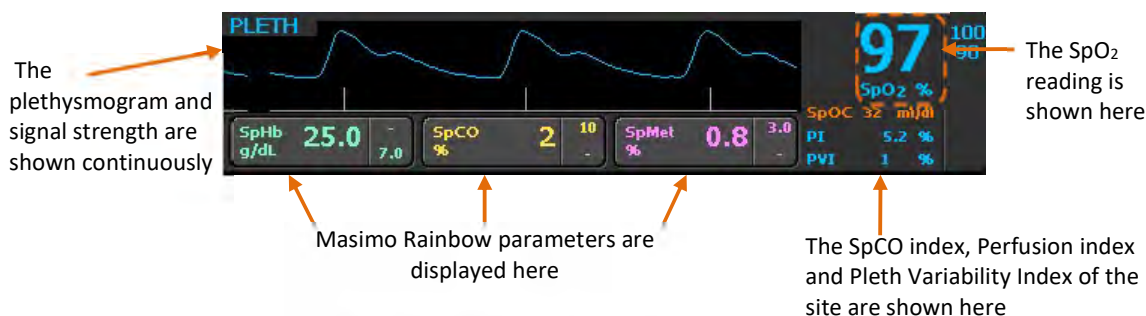 PLETH
97
100
90
SpO2 %
SpOC 32 ml/dl
PI 5.2 %
PVI 1 %
SpHb 25.0 -
g/dL 7.0
SpCO 2 10
% -
SpMet 0.8 3.0
% -
The
plethysmogram and
signal strength are
shown continuously
The SpO₂
reading is
shown here
Masimo Rainbow parameters are
displayed here
The SpCO index, Perfusion index
and Pleth Variability Index of the
site are shown here